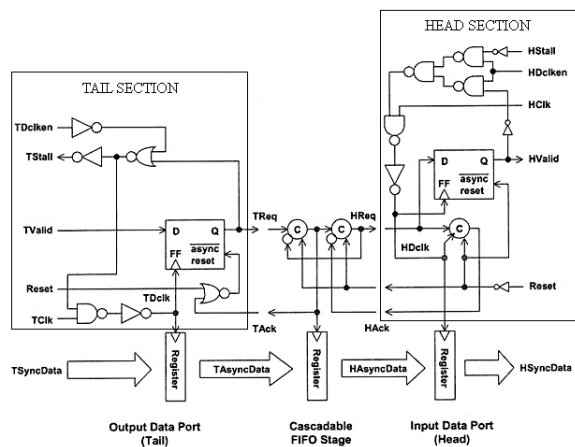 HEAD SECTION
HStall
HDclken
HClk
HValid
D Q
FF
async
reset
TAIL SECTION
TDclken
TStall
TValid
D Q
FF
async
reset
Reset
TDclk
TClk
TReq
C
C
HReq
HDclk
C
Reset
TAck
HAck
TSyncData
Register
TAsyncData
Register
HAsyncData
Register
HSyncData
Output Data Port
(Tail)
Cascadable
FIFO Stage
Input Data Port
(Head)